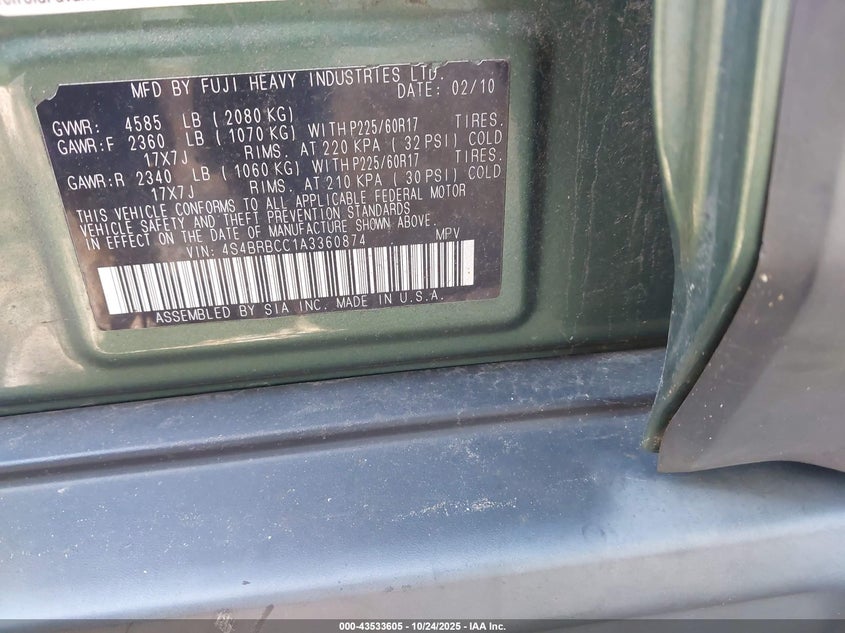 MFD BY FUJI HEAVY INDUSTRIES LTD.
DATE: 02/10
GVWR: 4585 LB ( 2080 KG)
GAWR:F 2360 LB ( 1070 KG) WITH P225/60R17 TIRES.
17X7J RIMS. AT 220 KPA ( 32 PSI) COLD
GAWR:R 2340 LB ( 1060 KG) WITH P225/60R17 TIRES.
17X7J RIMS. AT 210 KPA ( 30 PSI) COLD
THIS VEHICLE CONFORMS TO ALL APPLICABLE FEDERAL MOTOR
VEHICLE SAFETY AND THEFT PREVENTION STANDARDS
IN EFFECT ON THE DATE OF MANUFACTURE SHOWN ABOVE.
VIN: 4S4BRBCC1A3360874 MPV
ASSEMBLED BY SIA INC. MADE IN U.S.A.
000-43533605 - 10/24/2025 - IAA Inc.